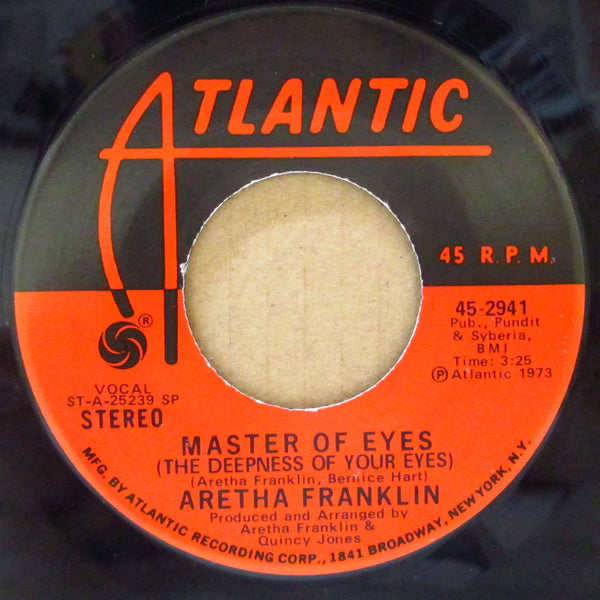 ATLANTIC
45 R.P.M.
45-2941
Pub., Pundit
& Syberia,
BMI
Time: 3:25
Ⓟ Atlantic 1973
®
VOCAL
ST-A-25239 SP
STEREO
MASTER OF EYES
(THE DEEPNESS OF YOUR EYES)
(Aretha Franklin, Bernice Hart)
ARETHA FRANKLIN
Produced and Arranged by
Aretha Franklin &
Quincy Jones
MFG. BY ATLANTIC RECORDING CORP., 1841 BROADWAY, NEW YORK, N.Y.